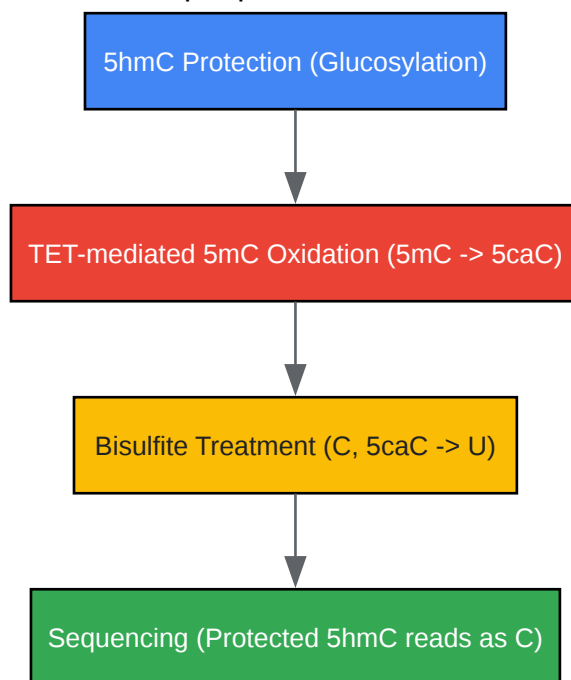 5hmC Protection (Glucosylation)
TET-mediated 5mC Oxidation (5mC -> 5caC)
Bisulfite Treatment (C, 5caC -> U)
Sequencing (Protected 5hmC reads as C)